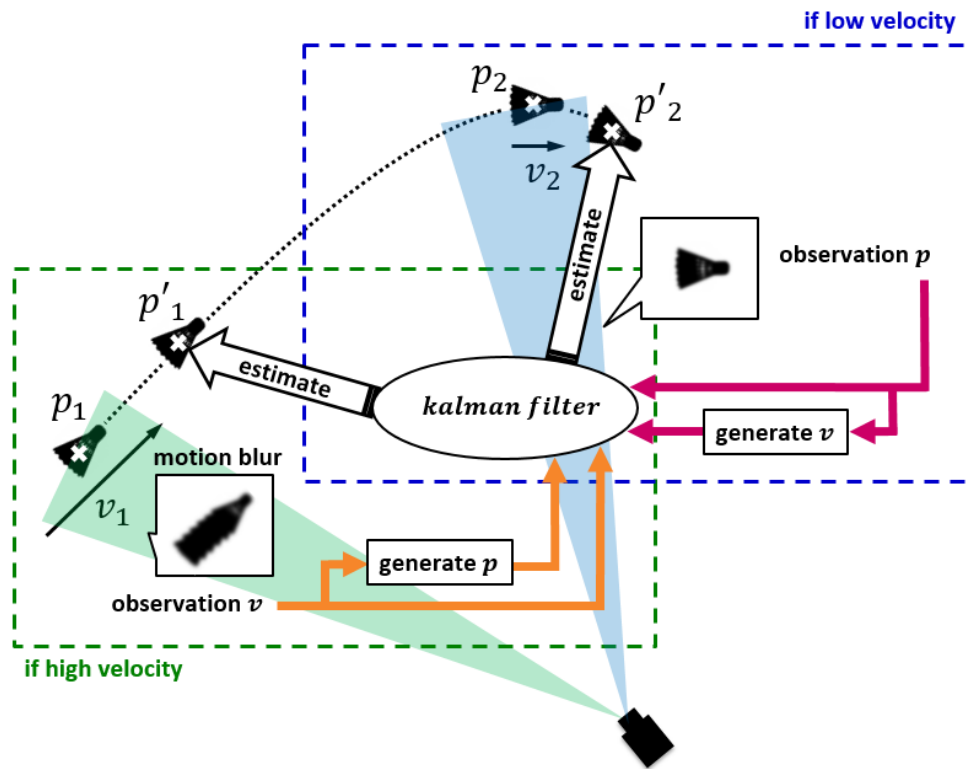 if low velocity
p₂
p'₂
v₂
estimate
observation p
p'₁
estimate
kalman filter
p₁
generate v
motion blur
v₁
generate p
observation v
if high velocity